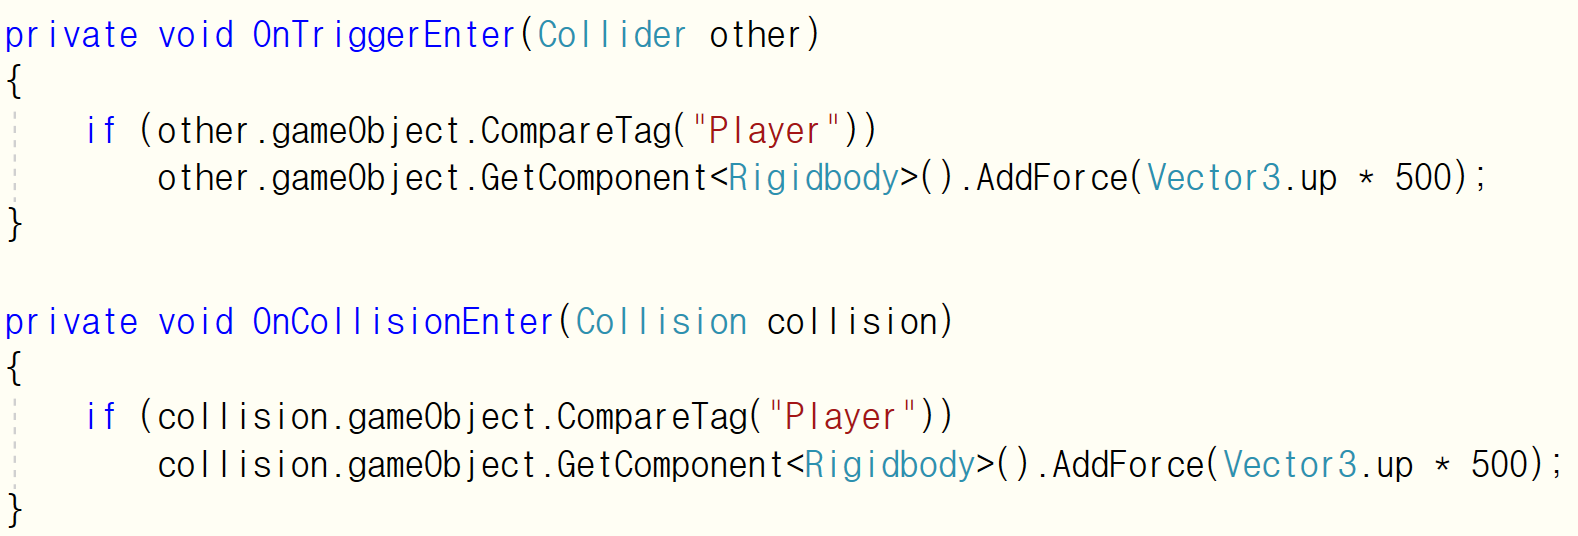 private void OnTriggerEnter(Collider other)
{
    if (other.gameObject.CompareTag("Player"))
        other.gameObject.GetComponent<Rigidbody>().AddForce(Vector3.up * 500);
}

private void OnCollisionEnter(Collision collision)
{
    if (collision.gameObject.CompareTag("Player"))
        collision.gameObject.GetComponent<Rigidbody>().AddForce(Vector3.up * 500);
}